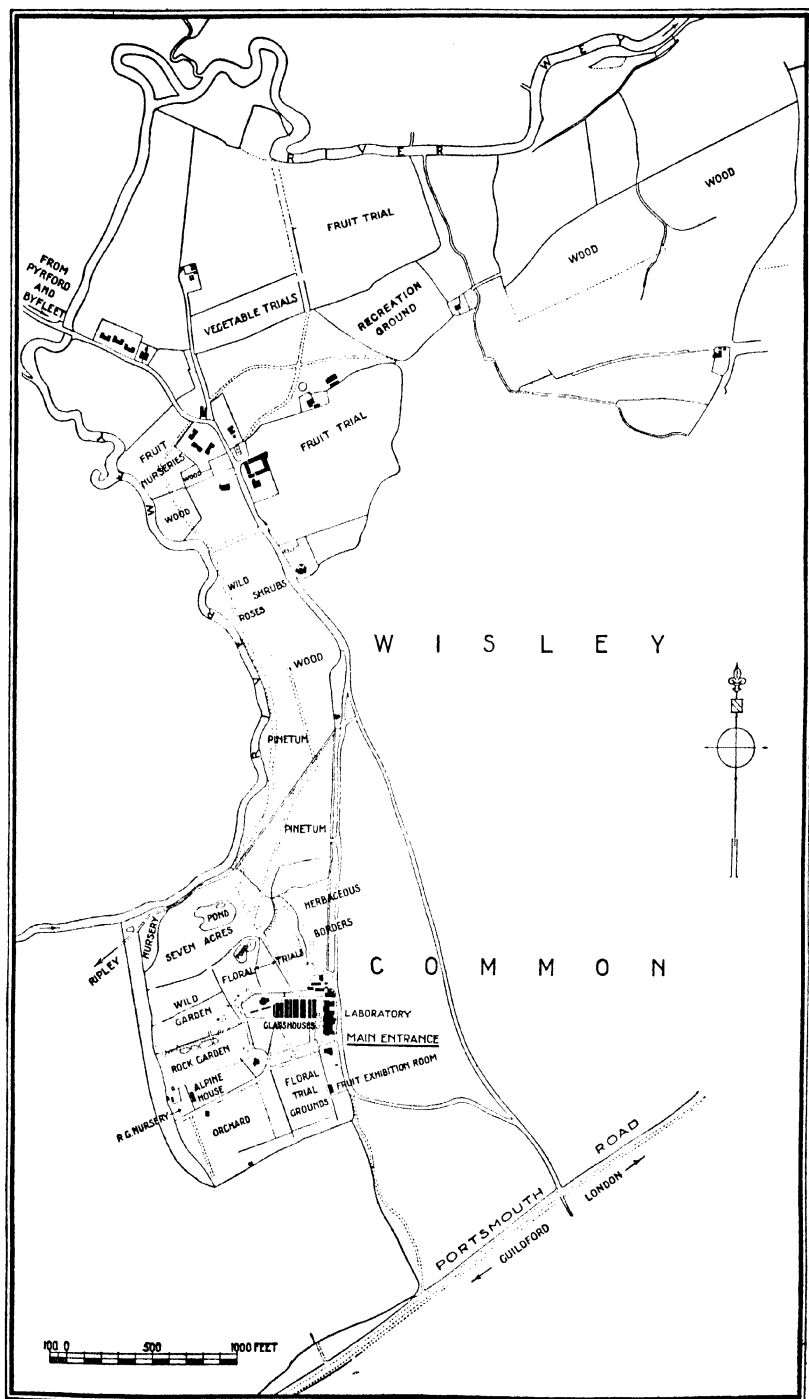 RIVER WEY
FRUIT TRIAL
WOOD
WOOD
FROM
PYRFORD
AND
BYFLEET
VEGETABLE TRIALS
RECREATION
GROUND
FRUIT
NURSERIES
WOOD
FRUIT TRIAL
WOOD
RIVER WEY
WILD
ROSES
SHRUBS
WISLEY
WOOD
PINETUM
PINETUM
HERBACEOUS
BORDERS
NURSERY
POND
SEVEN ACRES
RIPLEY
FLORAL TRIALS
COMMON
WILD
GARDEN
GLASSHOUSES
LABORATORY
MAIN ENTRANCE
ROCK GARDEN
ALPINE
HOUSE
FLORAL
TRIAL
GROUNDS
FRUIT EXHIBITION ROOM
R.G. NURSERY
ORCHARD
PORTSMOUTH ROAD
GUILDFORD
LONDON
100 0 500 1000 FEET